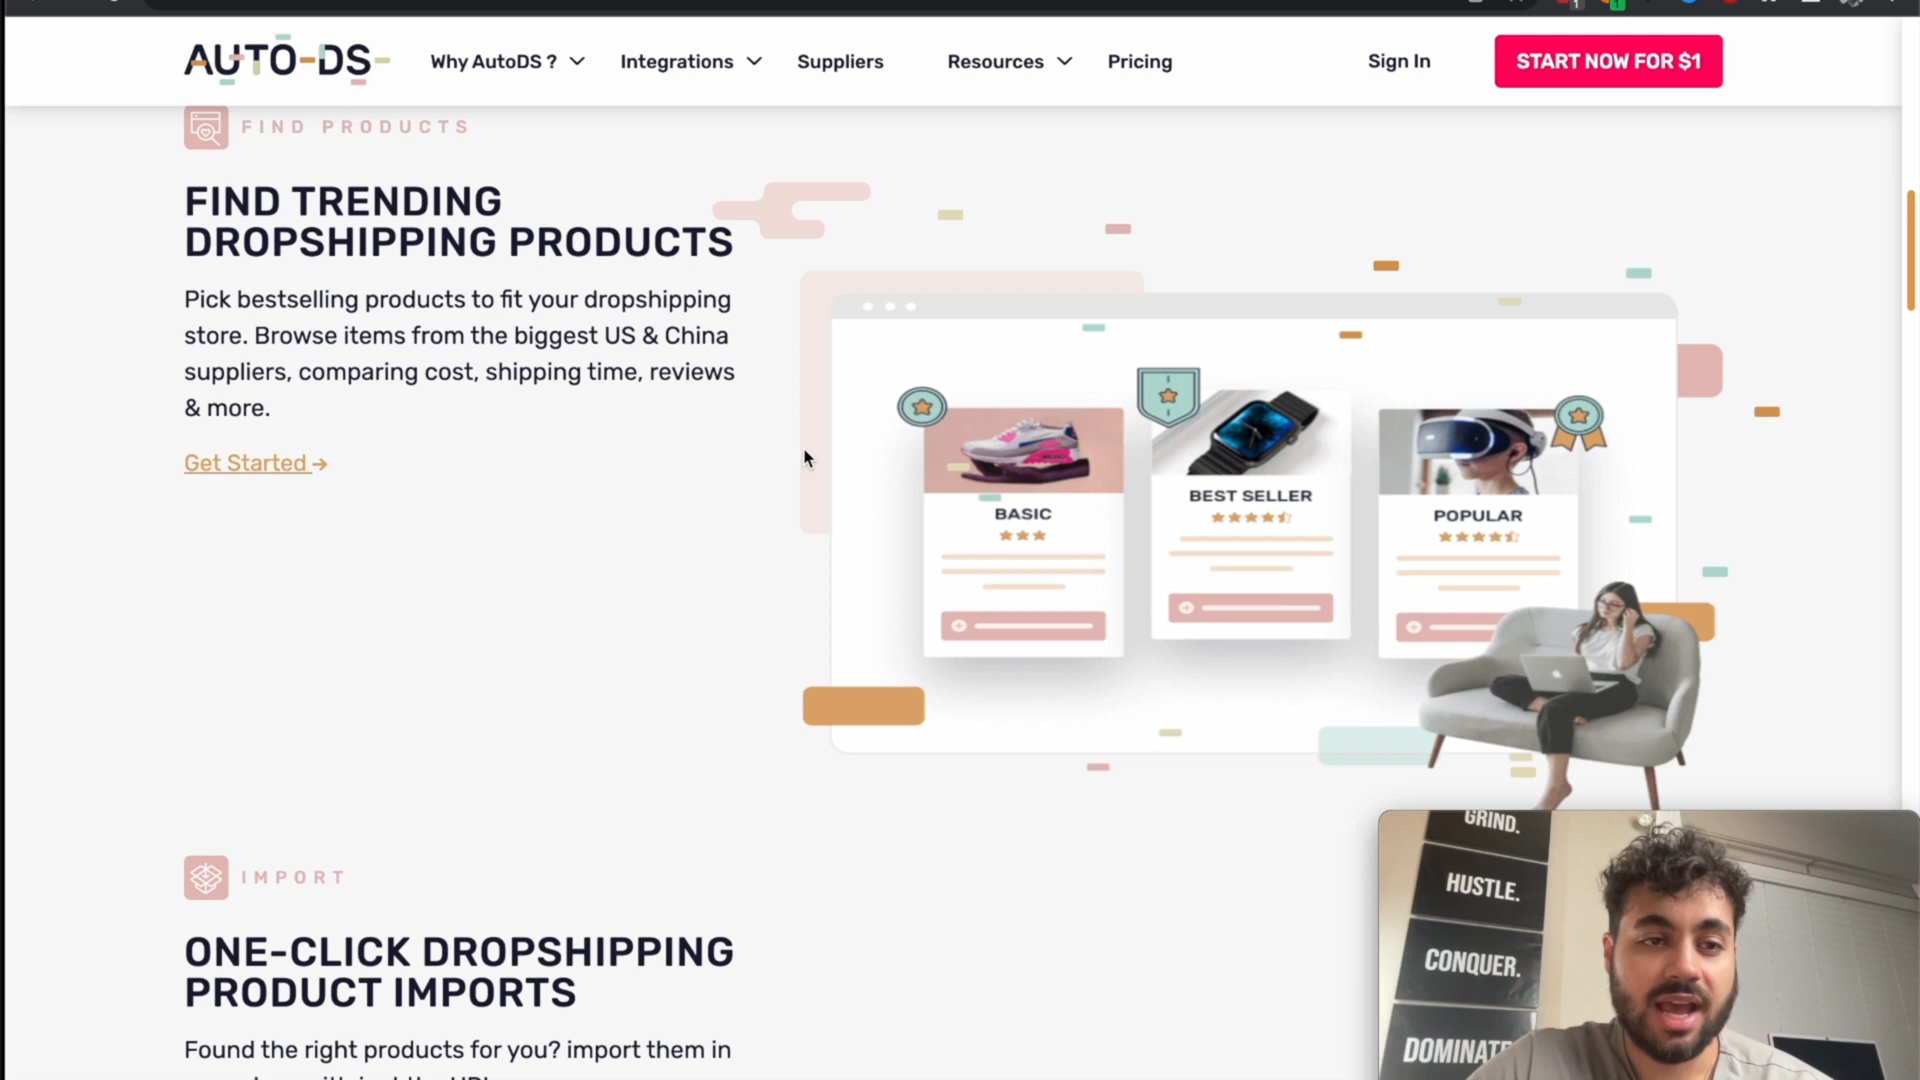 AUTO-DS
Why AutoDS ?
Integrations
Suppliers
Resources
Pricing
Sign In
START NOW FOR $1
FIND PRODUCTS
FIND TRENDING
DROPSHIPPING PRODUCTS
Pick bestselling products to fit your dropshipping
store. Browse items from the biggest US & China
suppliers, comparing cost, shipping time, reviews
& more.
Get Started →
BASIC
BEST SELLER
POPULAR
IMPORT
ONE-CLICK DROPSHIPPING
PRODUCT IMPORTS
Found the right products for you? import them in
GRIND.
HUSTLE.
CONQUER.
DOMINATE